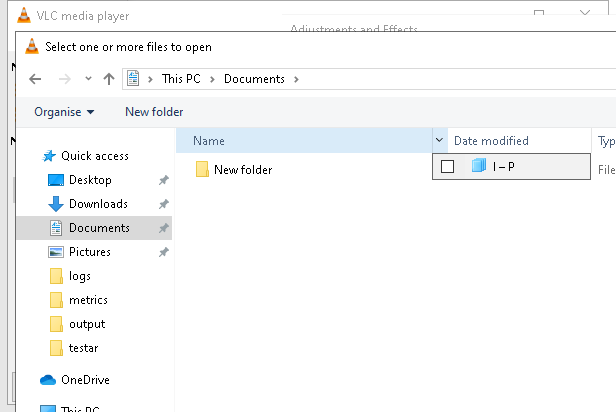 VLC media player
Adjustments and Effects
Select one or more files to open
This PC > Documents >
Organise New folder
Name Date modified Typ
Quick access
New folder
I – P
File
Desktop
Downloads
Documents
Pictures
logs
metrics
output
testar
OneDrive
This PC